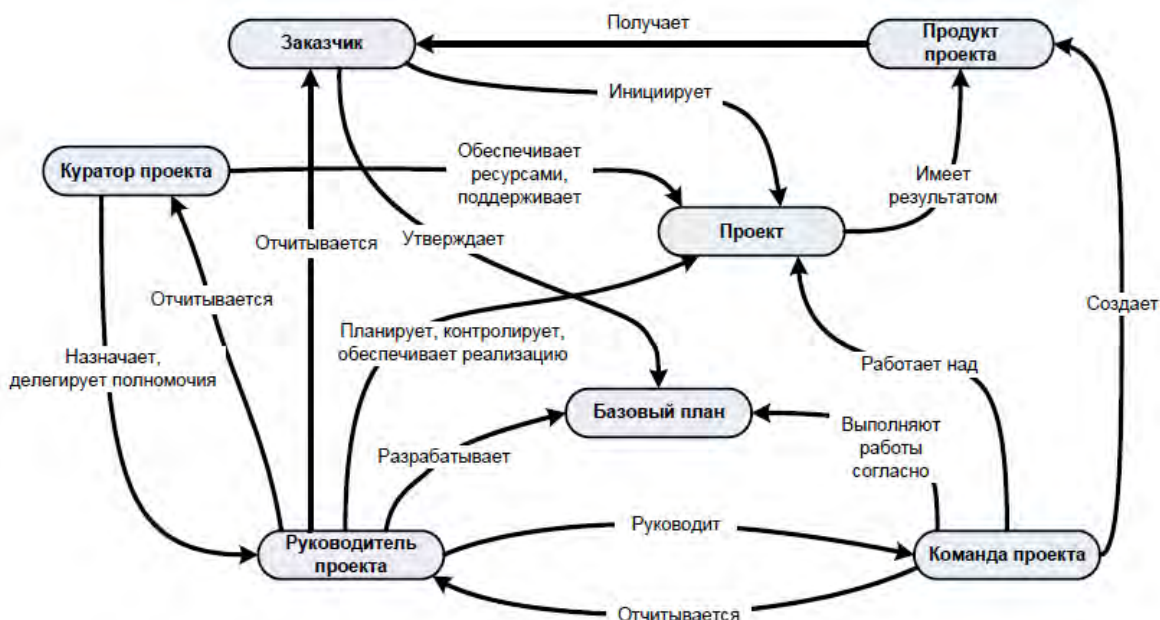 Получает
Заказчик
Продукт
проекта
Инициирует
Куратор проекта
Обеспечивает
ресурсами,
поддерживает
Имеет
результатом
Проект
Отчитывается
Утверждает
Отчитывается
Создает
Планирует, контролирует,
обеспечивает реализацию
Назначает,
делегирует полномочия
Работает над
Базовый план
Выполняют
работы
согласно
Разрабатывает
Руководит
Руководитель
проекта
Команда проекта
Отчитывается